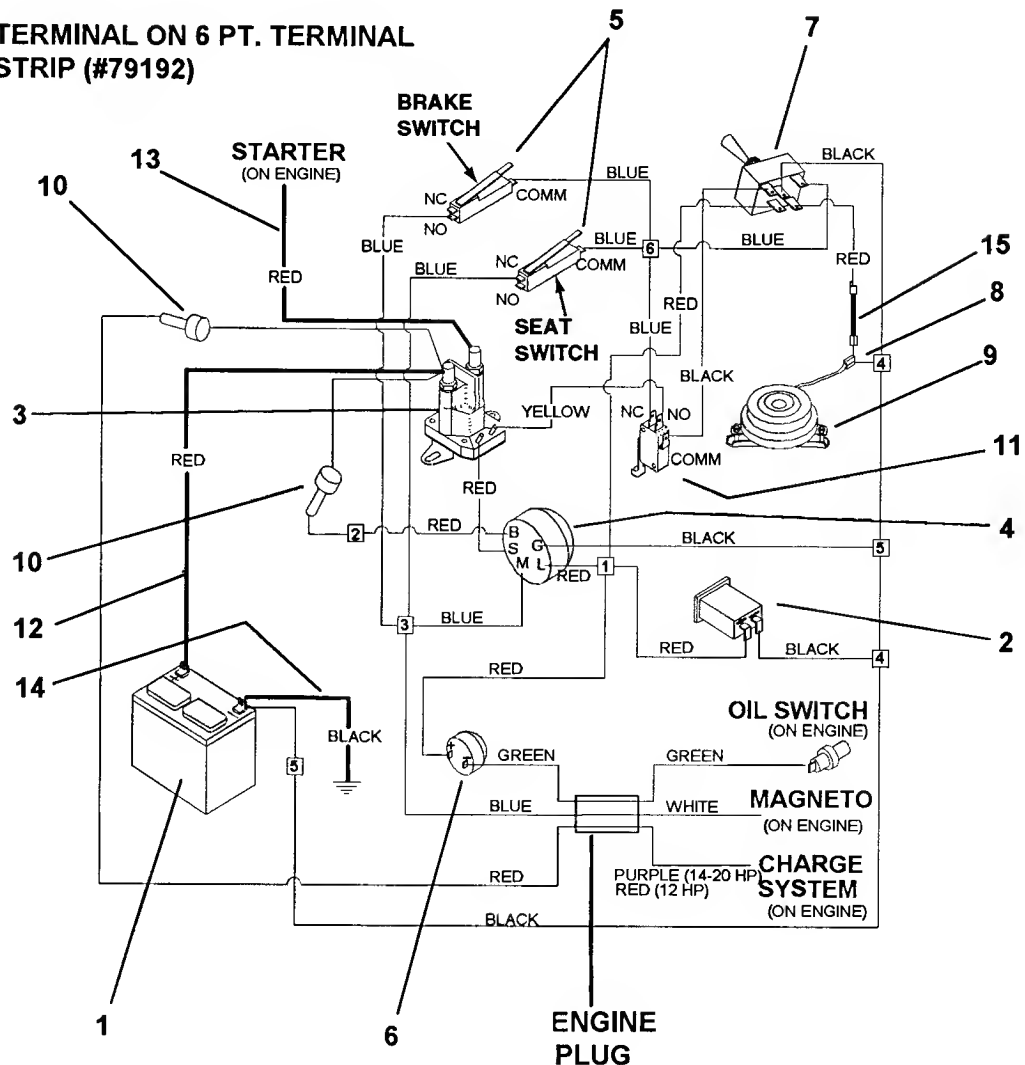 TERMINAL ON 6 PT. TERMINAL
STRIP (#79192)
5
7
BRAKE
SWITCH
13
STARTER
(ON ENGINE)
10
BLACK
BLUE
NC
COMM
NO
BLUE
BLUE
6
BLUE
RED
15
NC
COMM
BLUE
NO
RED
8
RED
SEAT
SWITCH
BLUE
4
9
BLACK
3
YELLOW
NC
NO
RED
COMM
11
RED
10
2
RED
B
S
G
M
L
BLACK
5
4
RED
1
12
3
BLUE
RED
BLACK
4
2
14
RED
OIL SWITCH
(ON ENGINE)
BLACK
5
+
GREEN
GREEN
MAGNETO
(ON ENGINE)
BLUE
WHITE
RED
PURPLE (14-20 HP)
RED (12 HP)
CHARGE
SYSTEM
(ON ENGINE)
BLACK
1
6
ENGINE
PLUG